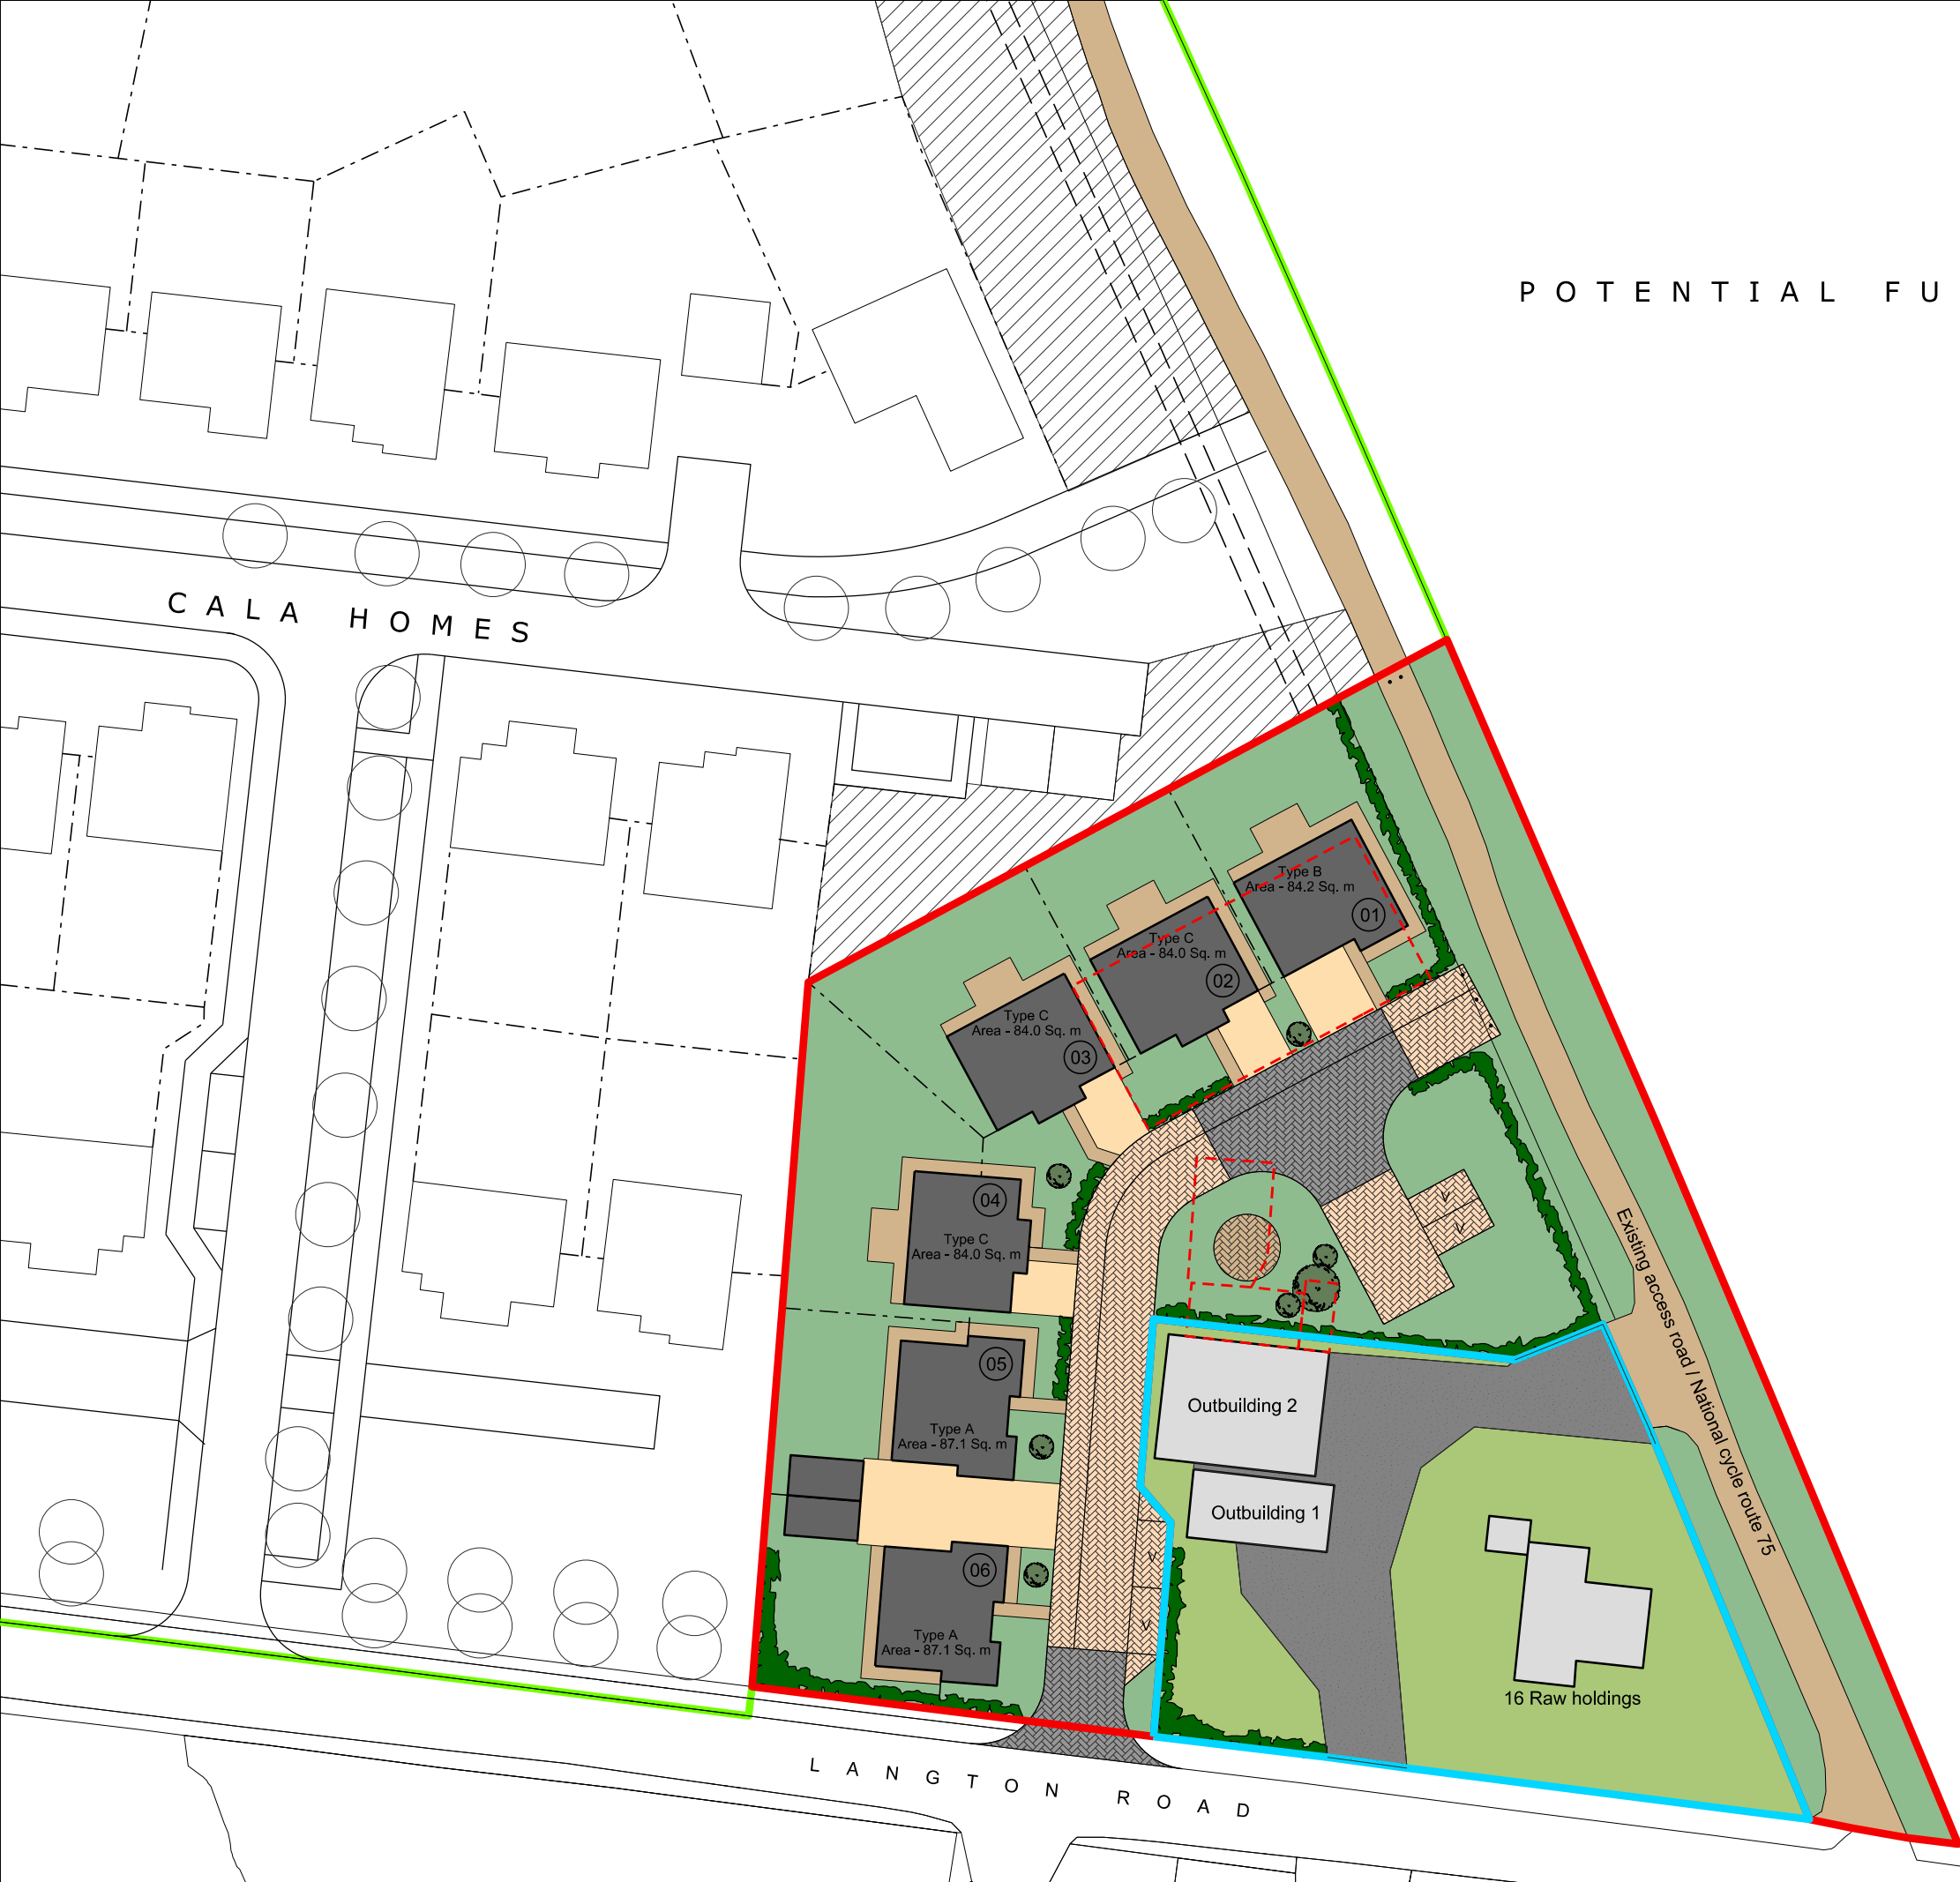 POTENTIAL FU
CALA HOMES
Type B
Area - 84.2 Sq. m
01
Type C
Area - 84.0 Sq. m
02
Type C
Area - 84.0 Sq. m
03
04
Type C
Area - 84.0 Sq. m
05
Type A
Area - 87.1 Sq. m
06
Type A
Area - 87.1 Sq. m
V
V
V
V
Existing access road / National cycle route 75
Outbuilding 2
Outbuilding 1
16 Raw holdings
LANGTON ROAD